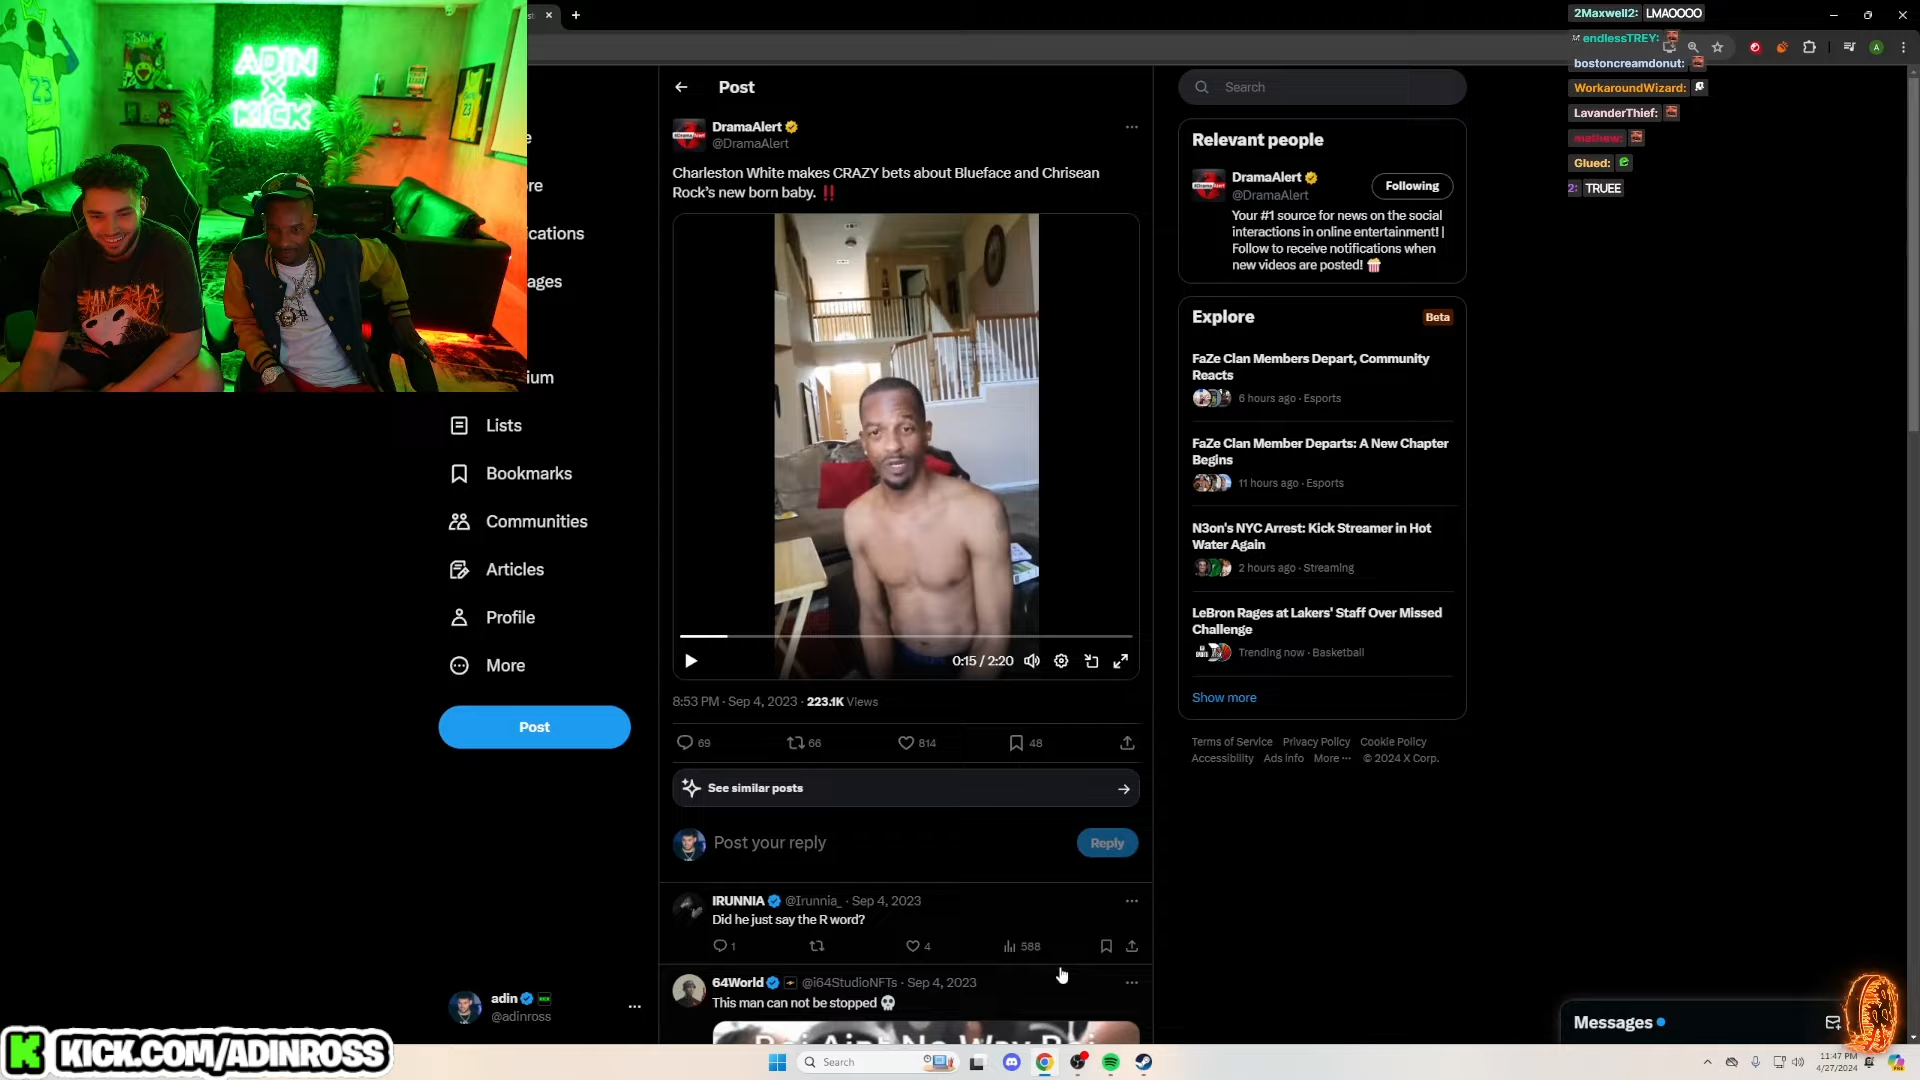 ADIN
X
KICK
23
Post
Search
DramaAlert
@DramaAlert
Charleston White makes CRAZY bets about Blueface and Chrisean
Rock's new born baby. ‼️
0:15 / 2:20
8:53 PM · Sep 4, 2023 · 223.1K Views
69
66
814
48
See similar posts
Post your reply
Reply
IRUNNIA @Irunnia_ · Sep 4, 2023
Did he just say the R word?
1
4
588
64World @i64StudioNFTs · Sep 4, 2023
This man can not be stopped 💀
Relevant people
DramaAlert
@DramaAlert
Following
Your #1 source for news on the social
interactions in online entertainment! |
Follow to receive notifications when
new videos are posted! 🍿
Explore
Beta
FaZe Clan Members Depart, Community
Reacts
6 hours ago · Esports
FaZe Clan Member Departs: A New Chapter
Begins
11 hours ago · Esports
N3on's NYC Arrest: Kick Streamer in Hot
Water Again
2 hours ago · Streaming
LeBron Rages at Lakers' Staff Over Missed
Challenge
Trending now · Basketball
Show more
Terms of Service Privacy Policy Cookie Policy
Accessibility Ads info More ··· © 2024 X Corp.
2Maxwell2: LMAOOOO
endlessTREY:
bostoncreamdonut:
WorkaroundWizard:
LavanderThief:
Glued:
2: TRUEE
Lists
Bookmarks
Communities
Articles
Profile
More
Post
adin
@adinross
Messages
K KICK.COM/ADINROSS
Search
11:47 PM
4/27/2024